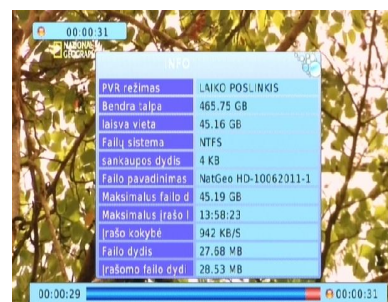 00:00:31
NATIONAL
GEOGRAPHIC
INFO
PVR režimas LAIKO POSLINKIS
Bendra talpa 465.75 GB
laisva vieta 45.16 GB
Failų sistema NTFS
sankaupos dydis 4 KB
Failo pavadinimas NatGeo HD-10062011-1
Maksimalus failo d 45.19 GB
Maksimalus įrašo l 13:58:23
Įrašo kokybė 942 KB/S
Failo dydis 27.68 MB
Įrašomo failo dydi 28.53 MB
00:00:29 00:00:31